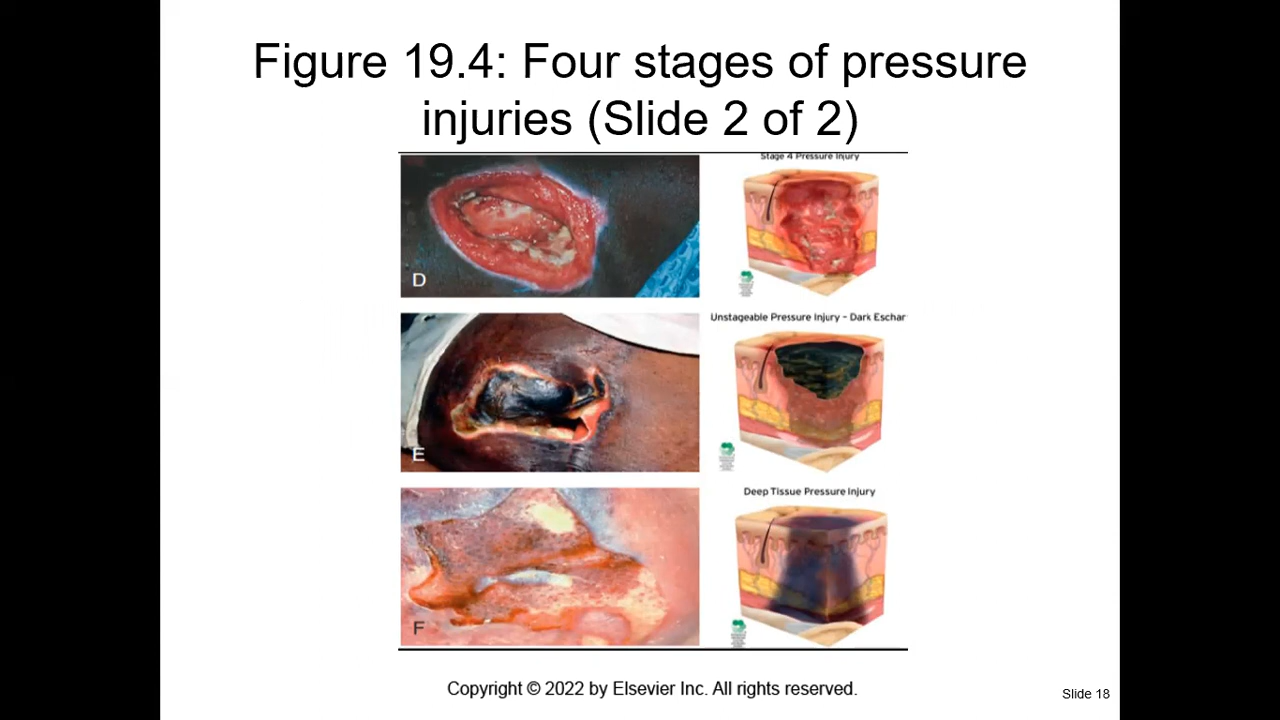 Figure 19.4: Four stages of pressure
injuries (Slide 2 of 2)
Stage 4 Pressure Injury
D
Unstageable Pressure Injury - Dark Eschar
E
Deep Tissue Pressure Injury
F
Copyright © 2022 by Elsevier Inc. All rights reserved.
Slide 18